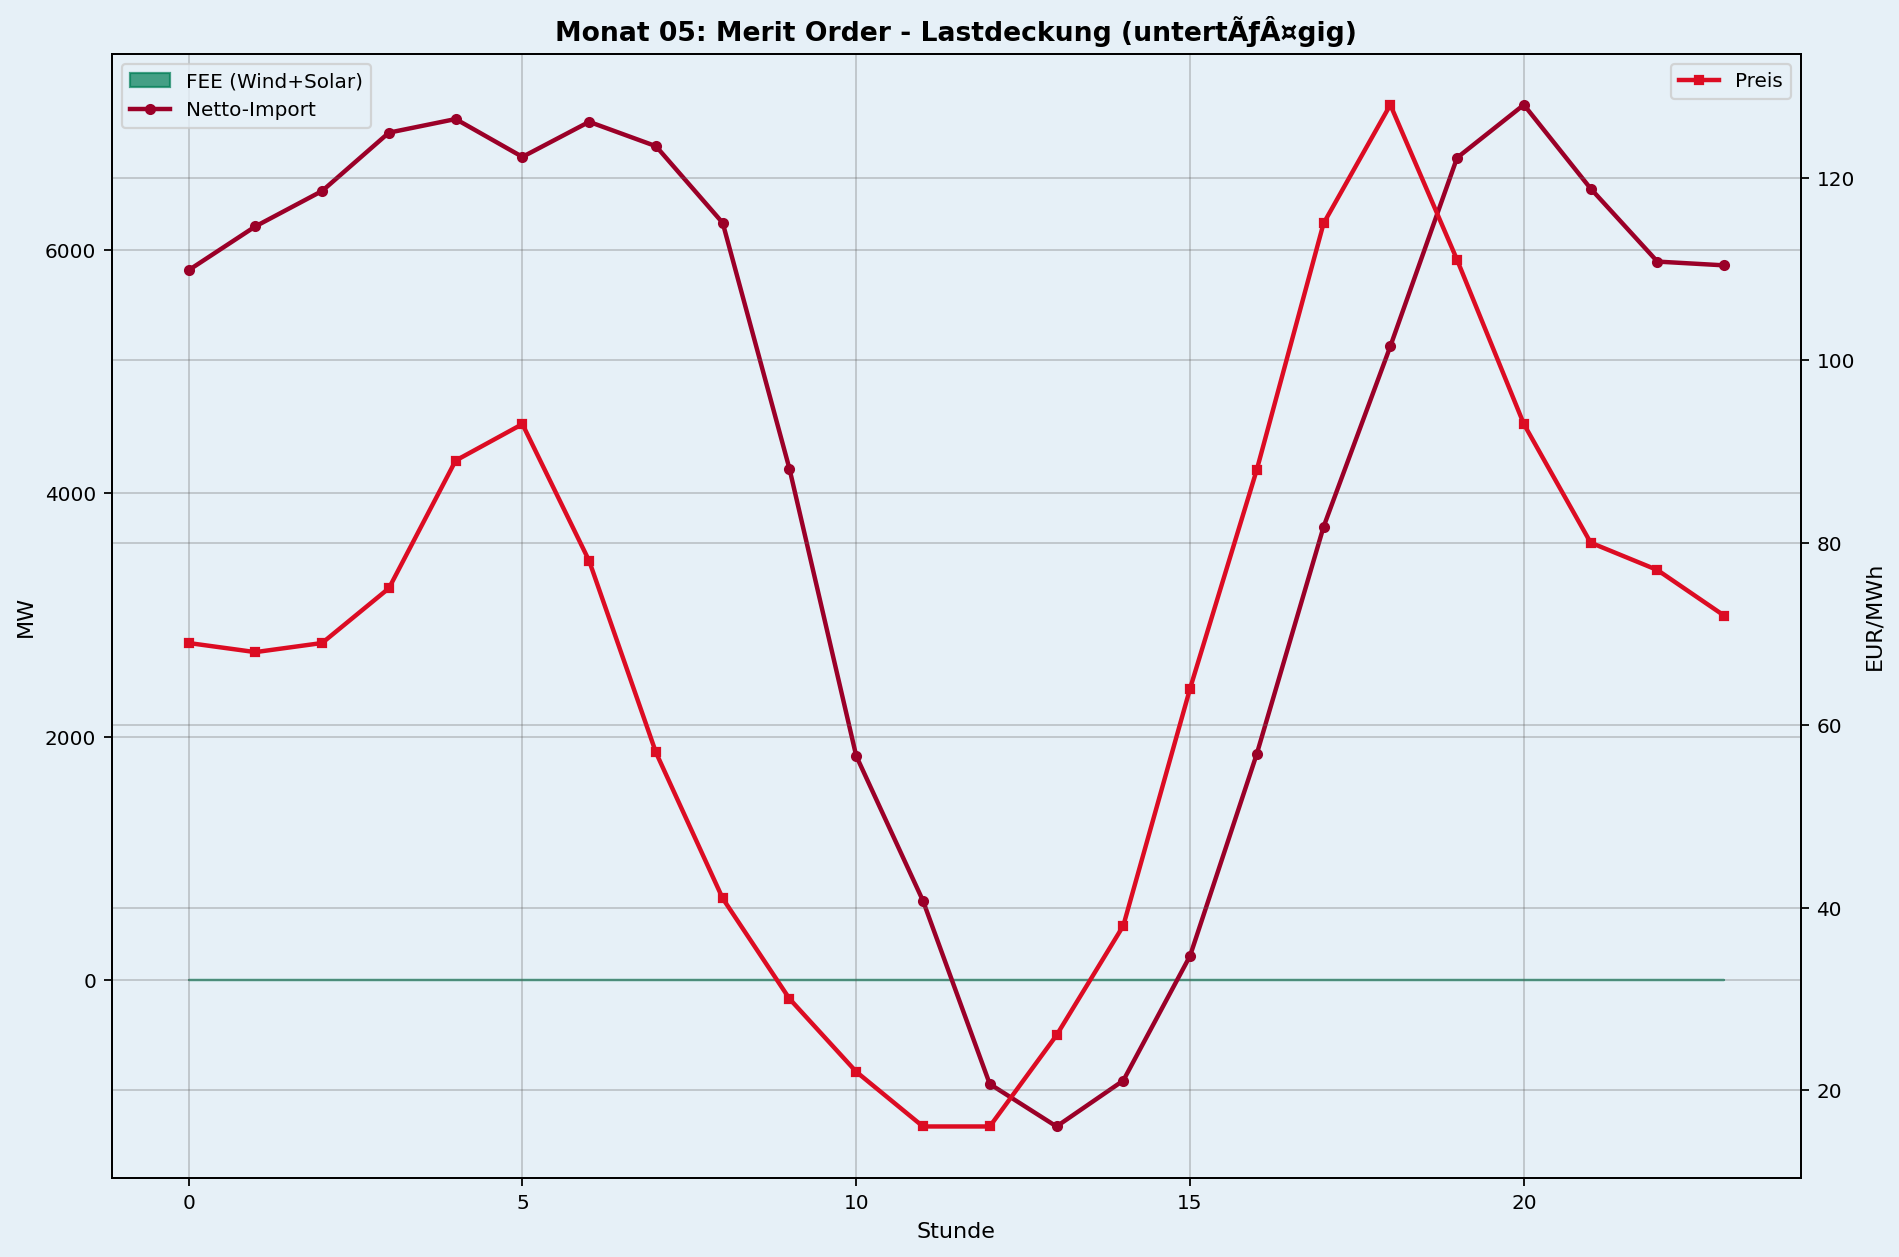 Monat 05: Merit Order - Lastdeckung (untertÃƒÂ¤gig)
FEE (Wind+Solar)
Netto-Import
Preis
6000
4000
2000
0
MW
120
100
80
60
40
20
EUR/MWh
0 5 10 15 20
Stunde